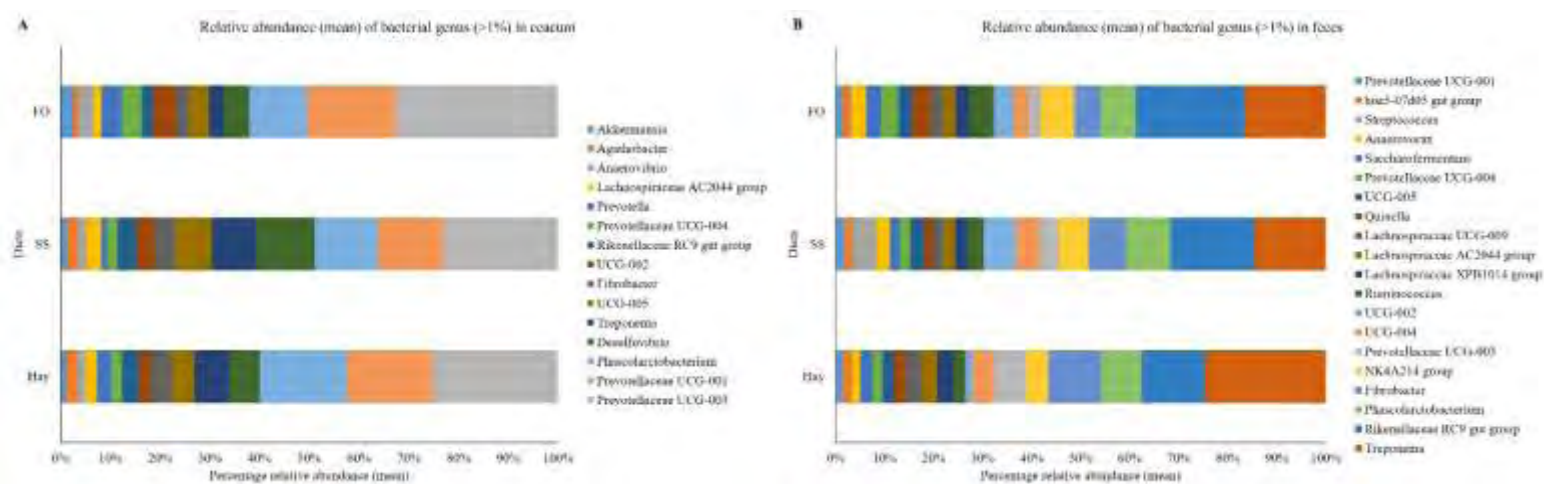 A
Relative abundance (mean) of bacterial genus (>1%) in ceacum
FO
SS
Hay
Diets
0% 10% 20% 30% 40% 50% 60% 70% 80% 90% 100%
Percentage relative abundance (mean)
Akkermansia
Agathobacter
Anaerovibrio
Lachnospiraceae AC2044 group
Prevotella
Prevotellaceae UCG-004
Rikenellaceae RC9 gut group
UCG-002
Fibrobacter
UCG-005
Treponema
Desulfovibrio
Phascolarctobacterium
Prevotellaceae UCG-001
Prevotellaceae UCG-003
B
Relative abundance (mean) of bacterial genus (>1%) in feces
FO
SS
Hay
Diets
0% 10% 20% 30% 40% 50% 60% 70% 80% 90% 100%
Percentage relative abundance (mean)
Prevotellaceae UCG-001
hoa5-07d05 gut group
Streptococcus
Anaerovorax
Saccharofermentans
Prevotellaceae UCG-004
UCG-005
Quinella
Lachnospiraceae UCG-009
Lachnospiraceae AC2044 group
Lachnospiraceae XPB1014 group
Ruminococcus
UCG-002
UCG-004
Prevotellaceae UCG-003
NK4A214 group
Fibrobacter
Phascolarctobacterium
Rikenellaceae RC9 gut group
Treponema